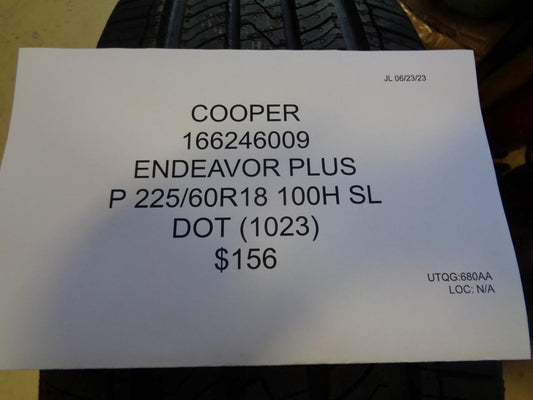 JL 06/23/23
COOPER
166246009
ENDEAVOR PLUS
P 225/60R18 100H SL
DOT (1023)
$156
UTQG:680AA
LOC: N/A